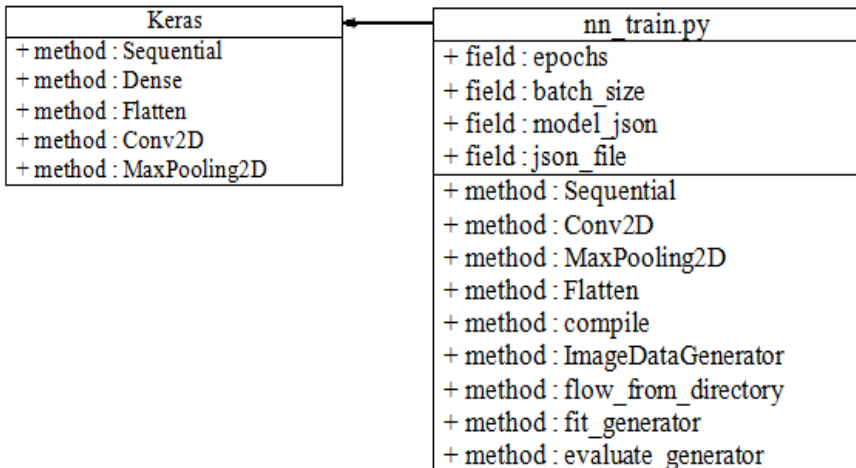 Keras
+ method : Sequential
+ method : Dense
+ method : Flatten
+ method : Conv2D
+ method : MaxPooling2D
nn_train.py
+ field : epochs
+ field : batch_size
+ field : model_json
+ field : json_file
+ method : Sequential
+ method : Conv2D
+ method : MaxPooling2D
+ method : Flatten
+ method : compile
+ method : ImageDataGenerator
+ method : flow_from_directory
+ method : fit_generator
+ method : evaluate_generator